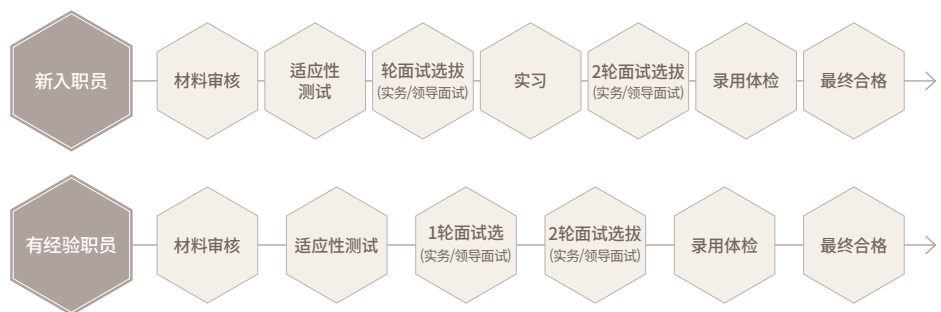 新入职员
材料审核
适应性
测试
轮面试选拔
(实务/领导面试)
实习
2轮面试选拔
(实务/领导面试)
录用体检
最终合格
有经验职员
材料审核
适应性测试
1轮面试选
(实务/领导面试)
2轮面试选拔
(实务/领导面试)
录用体检
最终合格